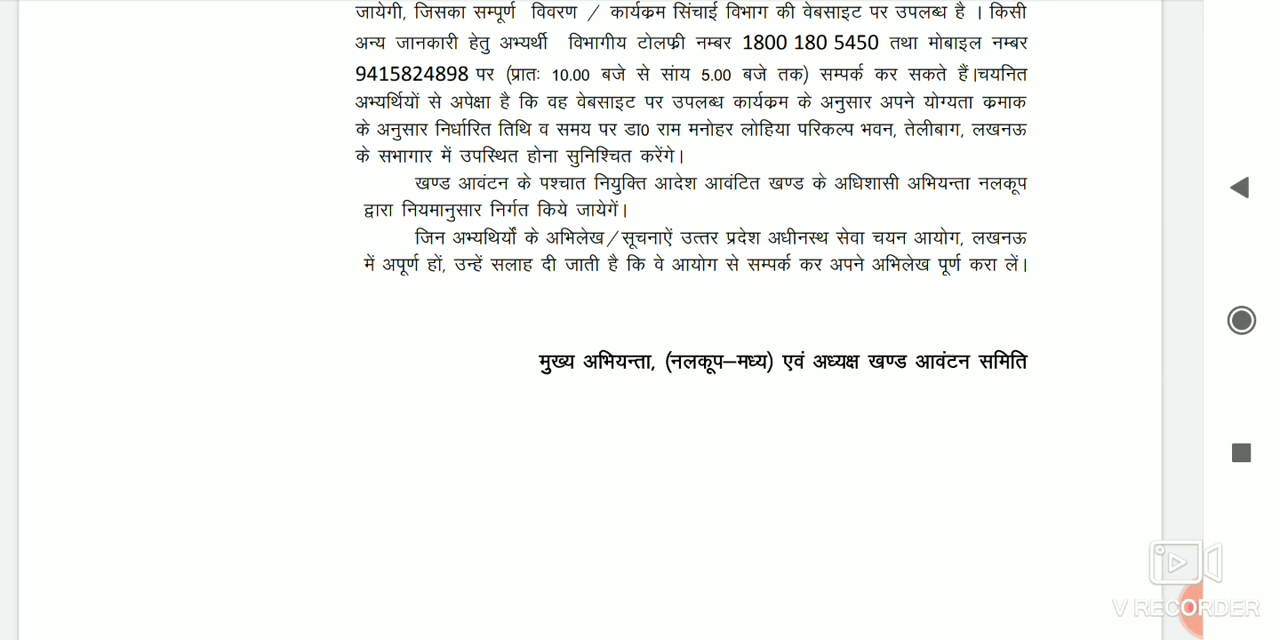 जायेगी, जिसका सम्पूर्ण विवरण / कार्यक्रम सिंचाई विभाग की वेबसाइट पर उपलब्ध है । किसी
अन्य जानकारी हेतु अभ्यर्थी विभागीय टोलफ्री नम्बर 1800 180 5450 तथा मोबाइल नम्बर
9415824898 पर (प्रातः 10.00 बजे से सांय 5.00 बजे तक) सम्पर्क कर सकते हैं।चयनित
अभ्यर्थियों से अपेक्षा है कि वह वेबसाइट पर उपलब्ध कार्यक्रम के अनुसार अपने योग्यता क्रमाक
के अनुसार निर्धारित तिथि व समय पर डा0 राम मनोहर लोहिया परिकल्प भवन, तेलीबाग, लखनऊ
के सभागार में उपस्थित होना सुनिश्चित करेंगे।
खण्ड आवंटन के पश्चात नियुक्ति आदेश आवंटित खण्ड के अधिशासी अभियन्ता नलकूप
द्वारा नियमानुसार निर्गत किये जायेगें।
जिन अभ्यथिर्यों के अभिलेख/सूचनाऐं उत्तर प्रदेश अधीनस्थ सेवा चयन आयोग, लखनऊ
में अपूर्ण हों, उन्हें सलाह दी जाती है कि वे आयोग से सम्पर्क कर अपने अभिलेख पूर्ण करा लें।
मुख्य अभियन्ता, (नलकूप–मध्य) एवं अध्यक्ष खण्ड आवंटन समिति
V RECORDER